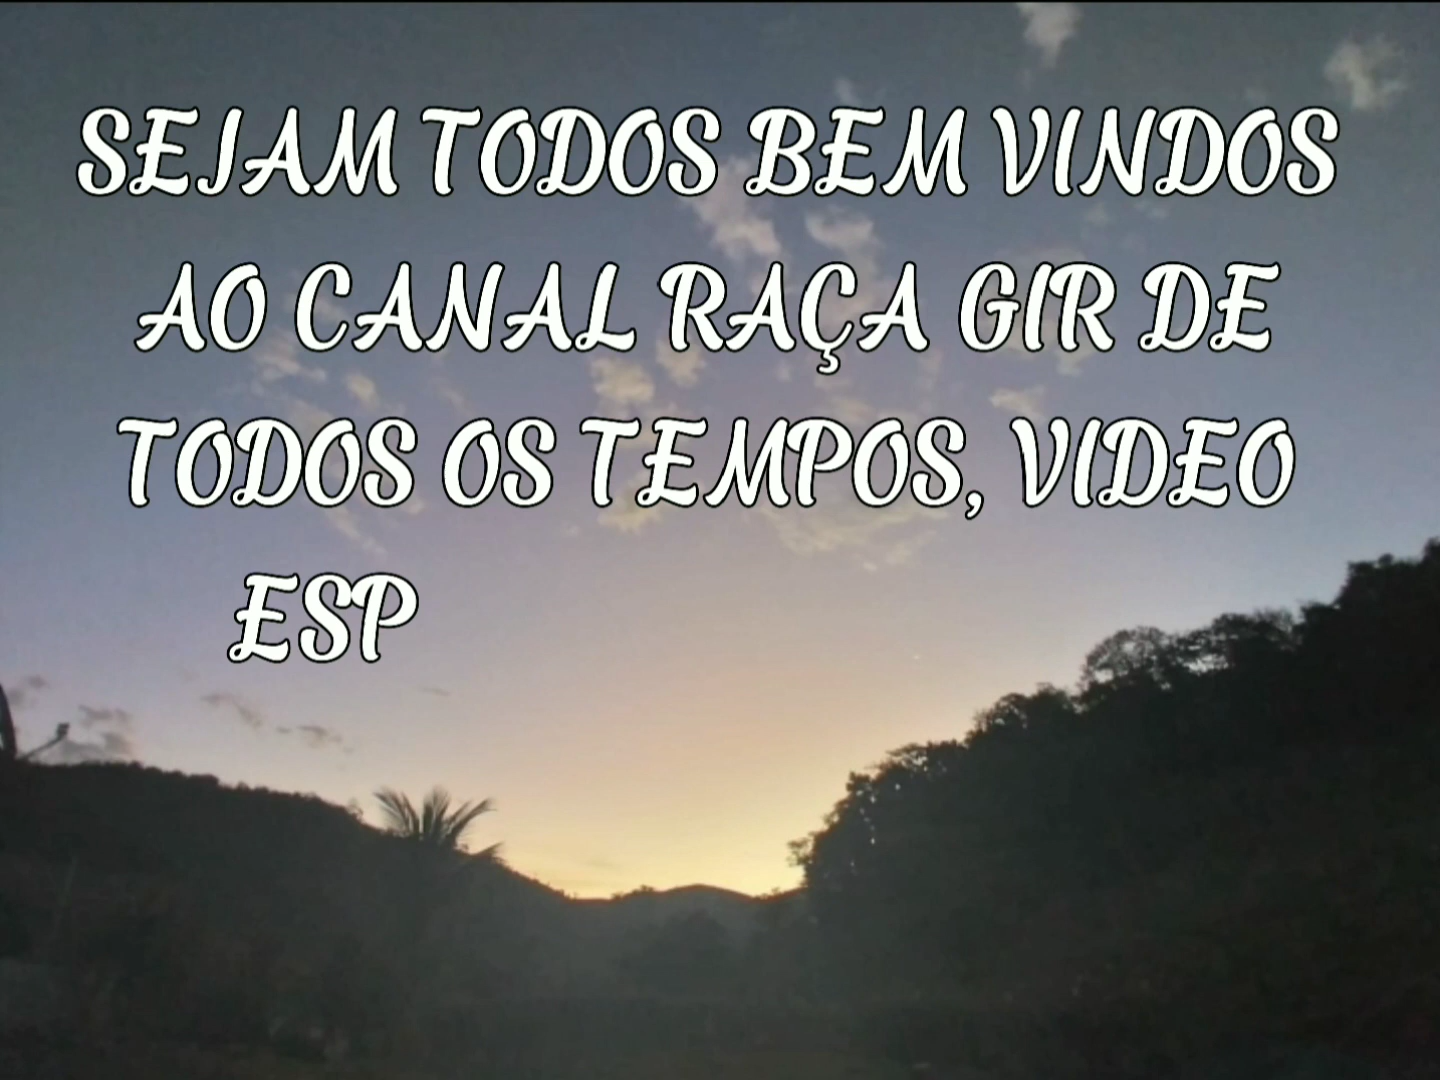 SEJAM TODOS BEM VINDOS
AO CANAL RAÇA GIR DE
TODOS OS TEMPOS, VIDEO
ESP